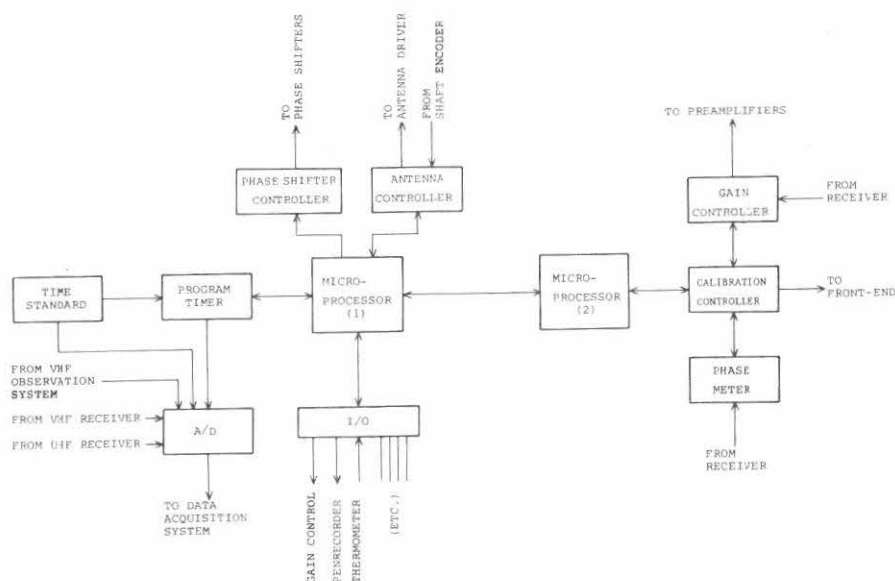 TO
PHASE SHIFTERS
TO
ANTENNA DRIVER
FROM
SHAFT ENCODER
TO PREAMPLIFIERS
PHASE SHIFTER
CONTROLLER
ANTENNA
CONTROLLER
GAIN
CONTROLLER
FROM
RECEIVER
TIME
STANDARD
PROGRAM
TIMER
MICRO-
PROCESSOR
(1)
MICRO-
PROCESSOR
(2)
CALIBRATION
CONTROLLER
TO
FRONT-END
FROM VHF
OBSERVATION
SYSTEM
FROM VHF RECEIVER
FROM UHF RECEIVER
A/D
I/O
PHASE
METER
FROM
RECEIVER
TO DATA
ACQUISITION
SYSTEM
GAIN CONTROL
PENRECORDER
THERMOMETER
(ETC.)